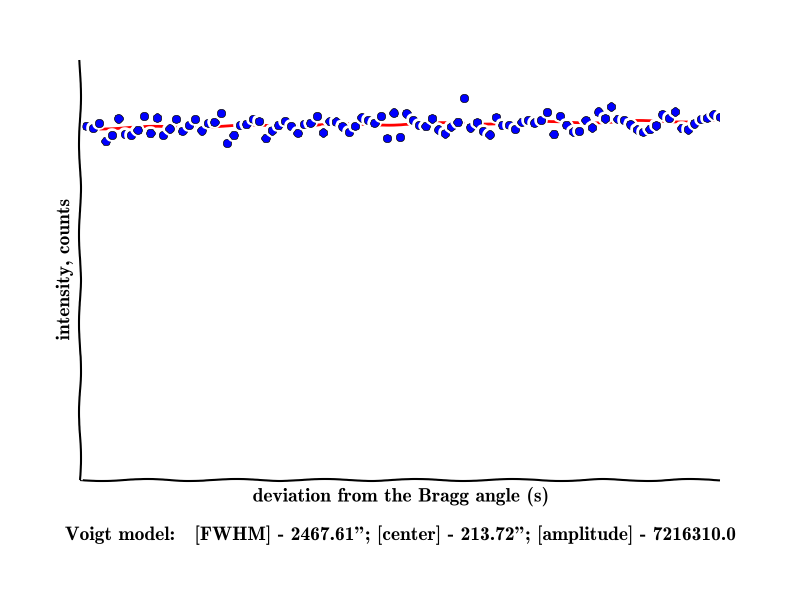 intensity, counts
deviation from the Bragg angle (s)
Voigt model: [FWHM] - 2467.61”; [center] - 213.72”; [amplitude] - 7216310.0